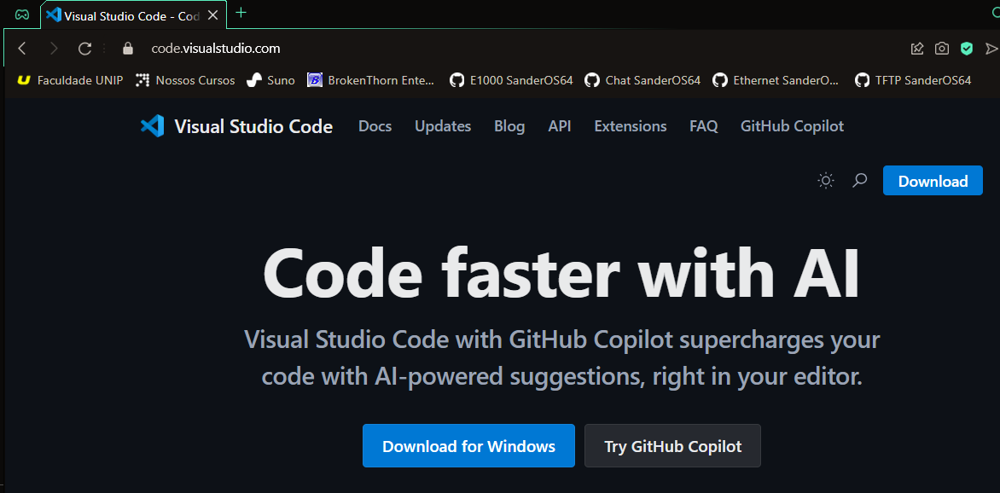 Visual Studio Code - Cod
code.visualstudio.com
Faculdade UNIP Nossos Cursos Suno BrokenThorn Ente... E1000 SanderOS64 Chat SanderOS64 Ethernet SanderO... TFTP SanderOS64
Visual Studio Code Docs Updates Blog API Extensions FAQ GitHub Copilot
Download
Code faster with AI
Visual Studio Code with GitHub Copilot supercharges your
code with AI-powered suggestions, right in your editor.
Download for Windows Try GitHub Copilot